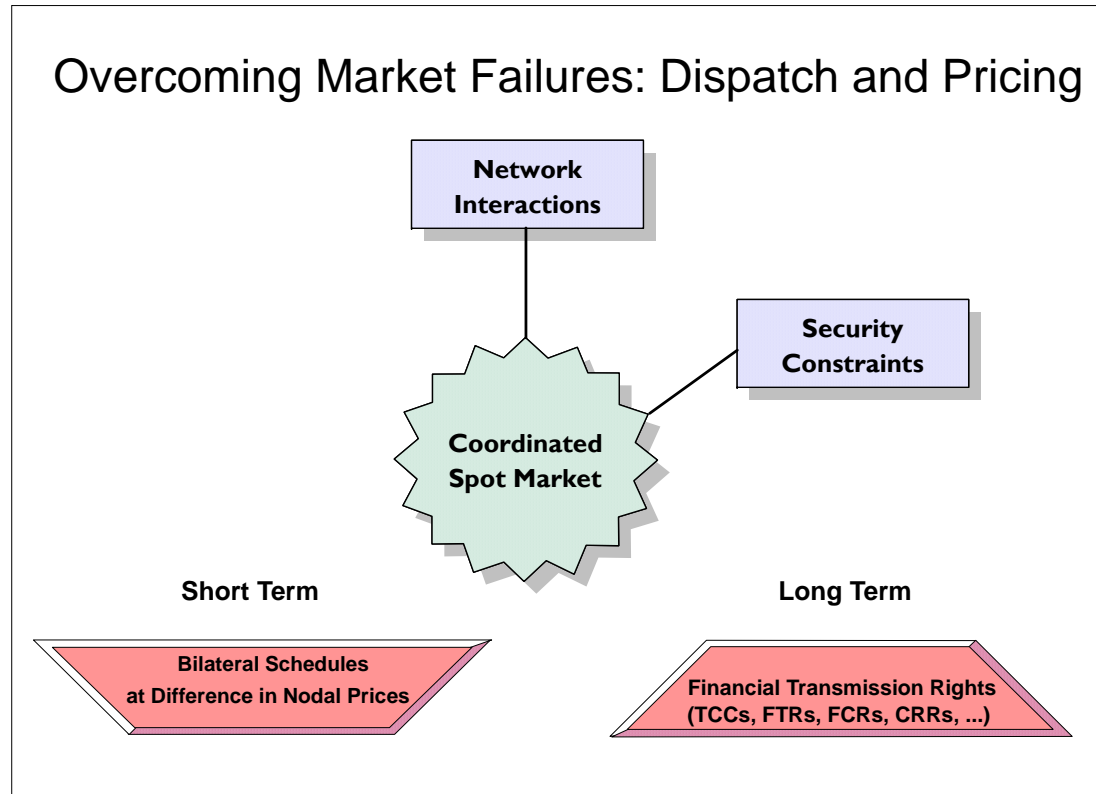 Overcoming Market Failures: Dispatch and Pricing
Network
Interactions
Security
Constraints
Coordinated
Spot Market
Short Term
Long Term
Bilateral Schedules
at Difference in Nodal Prices
Financial Transmission Rights
(TCCs, FTRs, FCRs, CRRs, ...)